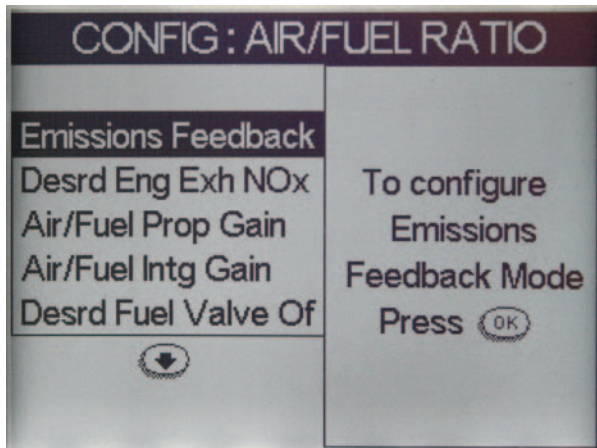 CONFIG : AIR/FUEL RATIO
Emissions Feedback
Desrd Eng Exh NOx
Air/Fuel Prop Gain
Air/Fuel Intg Gain
Desrd Fuel Valve Of
To configure
Emissions
Feedback Mode
Press OK